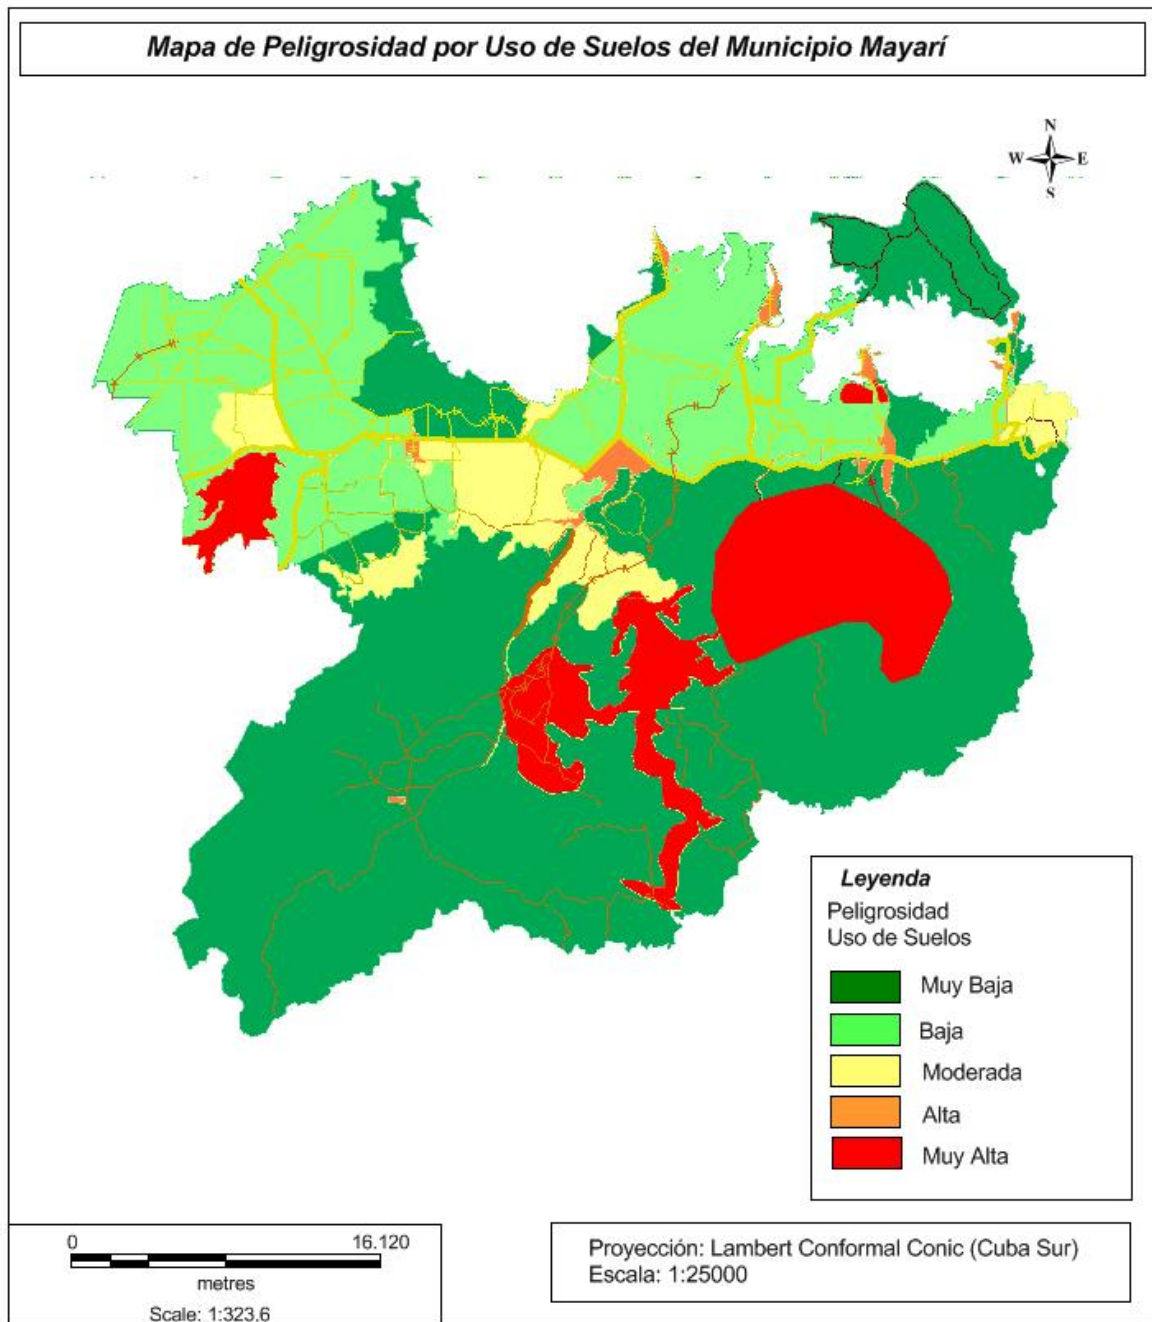 Mapa de Peligrosidad por Uso de Suelos del Municipio Mayarí
N
W E
S
Leyenda
Peligrosidad
Uso de Suelos
Muy Baja
Baja
Moderada
Alta
Muy Alta
0 16.120
metres
Scale: 1:323.6
Proyección: Lambert Conformal Conic (Cuba Sur)
Escala: 1:25000